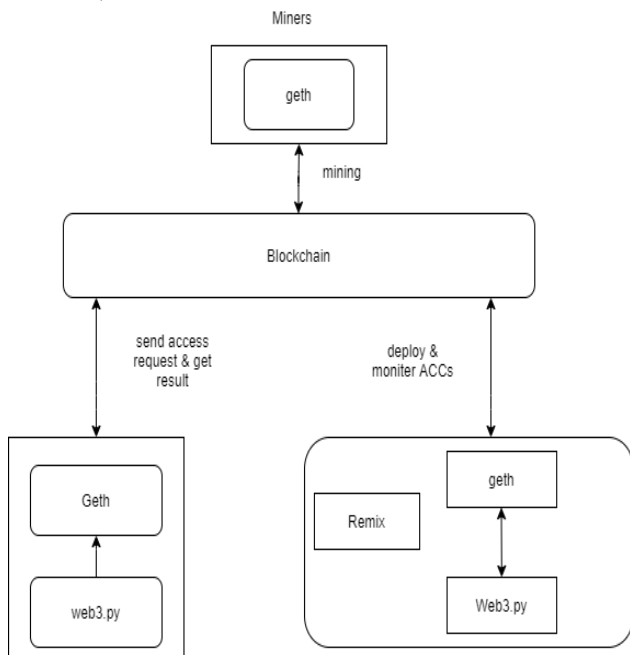 Miners
geth
mining
Blockchain
send access
request & get
result
deploy &
moniter ACCs
Geth
web3.py
geth
Remix
Web3.py